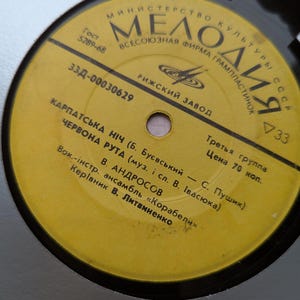 МИНИСТЕРСТВО КУЛЬТУРЫ СССР
МЕЛОДИЯ
ВСЕСОЮЗНАЯ ФИРМА ГРАМПЛАСТИНОК
ГОСТ
5289-68
РИЖСКИЙ ЗАВОД
33Д-00030629
▽33
Третья группа
Цена 70 коп.
КАРПАТСЬКА НІЧ (Б. Буєвський — С. Пушик)
ЧЕРВОНА РУТА (муз. і сл. В. Івасюка)
В. АНДРОСОВ
Вок.-інстр. ансамбль «Корабели»
Керівник В. Литвиненко